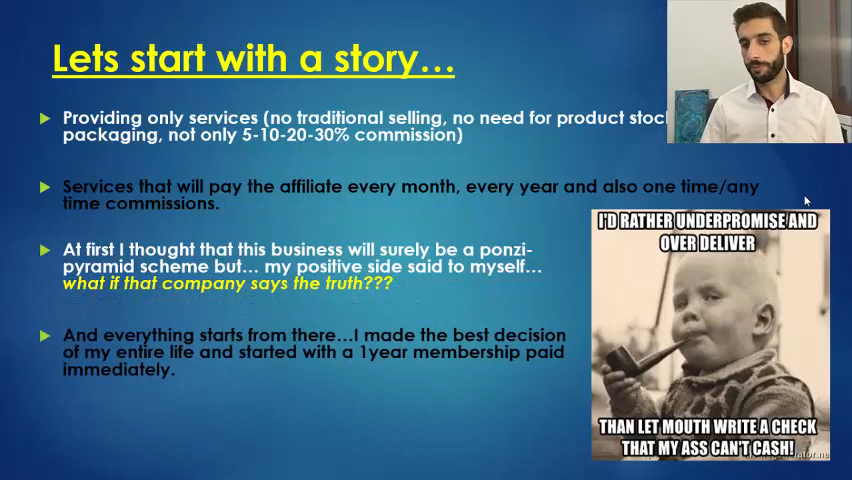 Lets start with a story...
Providing only services (no traditional selling, no need for product stock
packaging, not only 5-10-20-30% commission)
Services that will pay the affiliate every month, every year and also one time/any
time commissions.
At first I thought that this business will surely be a ponzi-
pyramid scheme but... my positive side said to myself...
what if that company says the truth???
And everything starts from there...I made the best decision
of my entire life and started with a 1year membership paid
immediately.
I'D RATHER UNDERPROMISE AND
OVER DELIVER
THAN LET MOUTH WRITE A CHECK
THAT MY ASS CAN'T CASH!